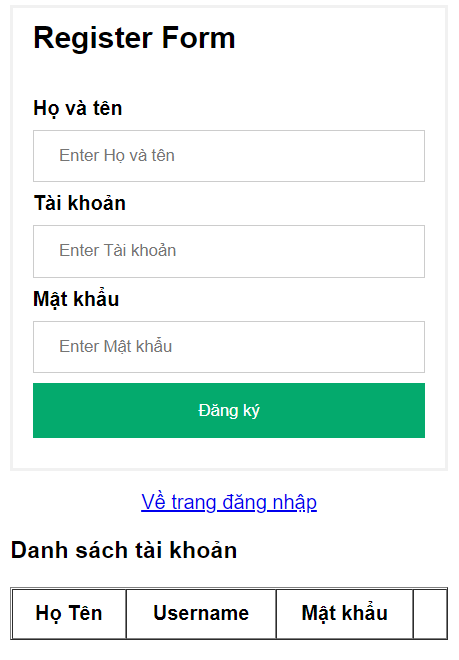 Register Form
Họ và tên
Enter Họ và tên
Tài khoản
Enter Tài khoản
Mật khẩu
Enter Mật khẩu
Đăng ký
Về trang đăng nhập
Danh sách tài khoản
Họ Tên Username Mật khẩu